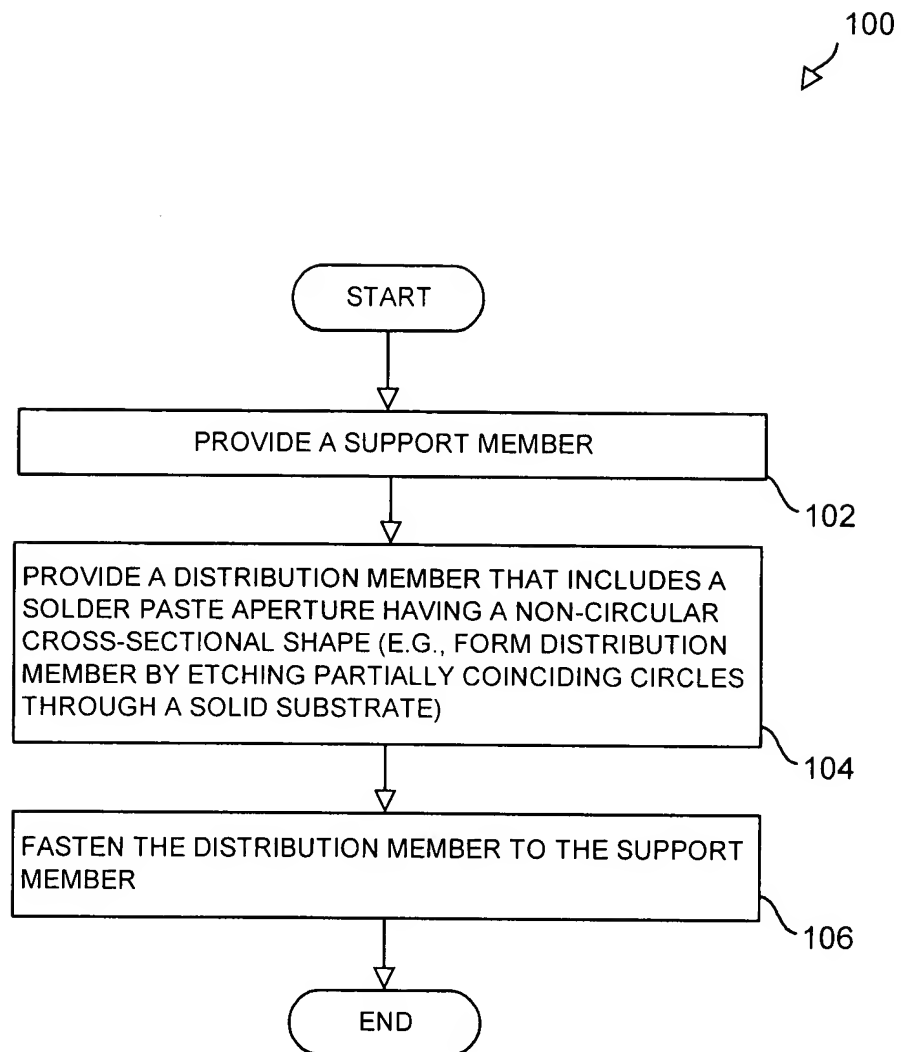 100
START
PROVIDE A SUPPORT MEMBER
102
PROVIDE A DISTRIBUTION MEMBER THAT INCLUDES A
SOLDER PASTE APERTURE HAVING A NON-CIRCULAR
CROSS-SECTIONAL SHAPE (E.G., FORM DISTRIBUTION
MEMBER BY ETCHING PARTIALLY COINCIDING CIRCLES
THROUGH A SOLID SUBSTRATE)
104
FASTEN THE DISTRIBUTION MEMBER TO THE SUPPORT
MEMBER
106
END